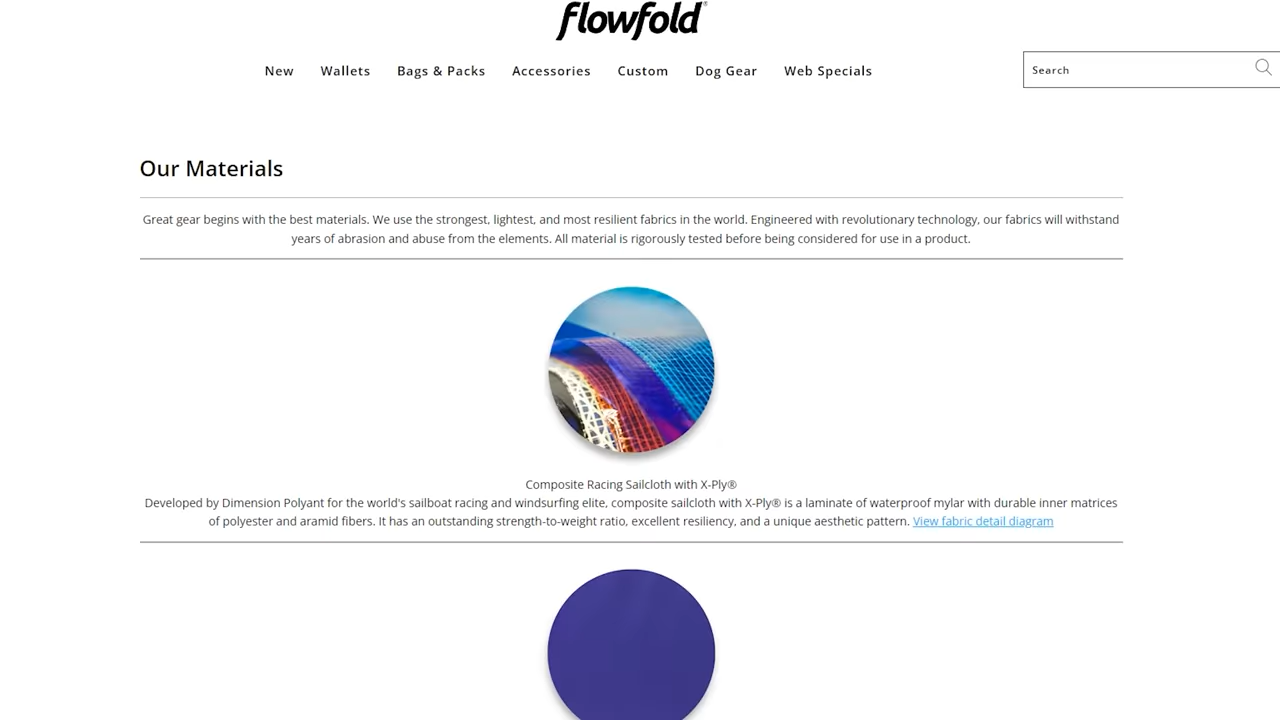 flowfold®
New Wallets Bags & Packs Accessories Custom Dog Gear Web Specials
Search
Our Materials
Great gear begins with the best materials. We use the strongest, lightest, and most resilient fabrics in the world. Engineered with revolutionary technology, our fabrics will withstand
years of abrasion and abuse from the elements. All material is rigorously tested before being considered for use in a product.
Composite Racing Sailcloth with X-Ply®
Developed by Dimension Polyant for the world's sailboat racing and windsurfing elite, composite sailcloth with X-Ply® is a laminate of waterproof mylar with durable inner matrices
of polyester and aramid fibers. It has an outstanding strength-to-weight ratio, excellent resiliency, and a unique aesthetic pattern. View fabric detail diagram